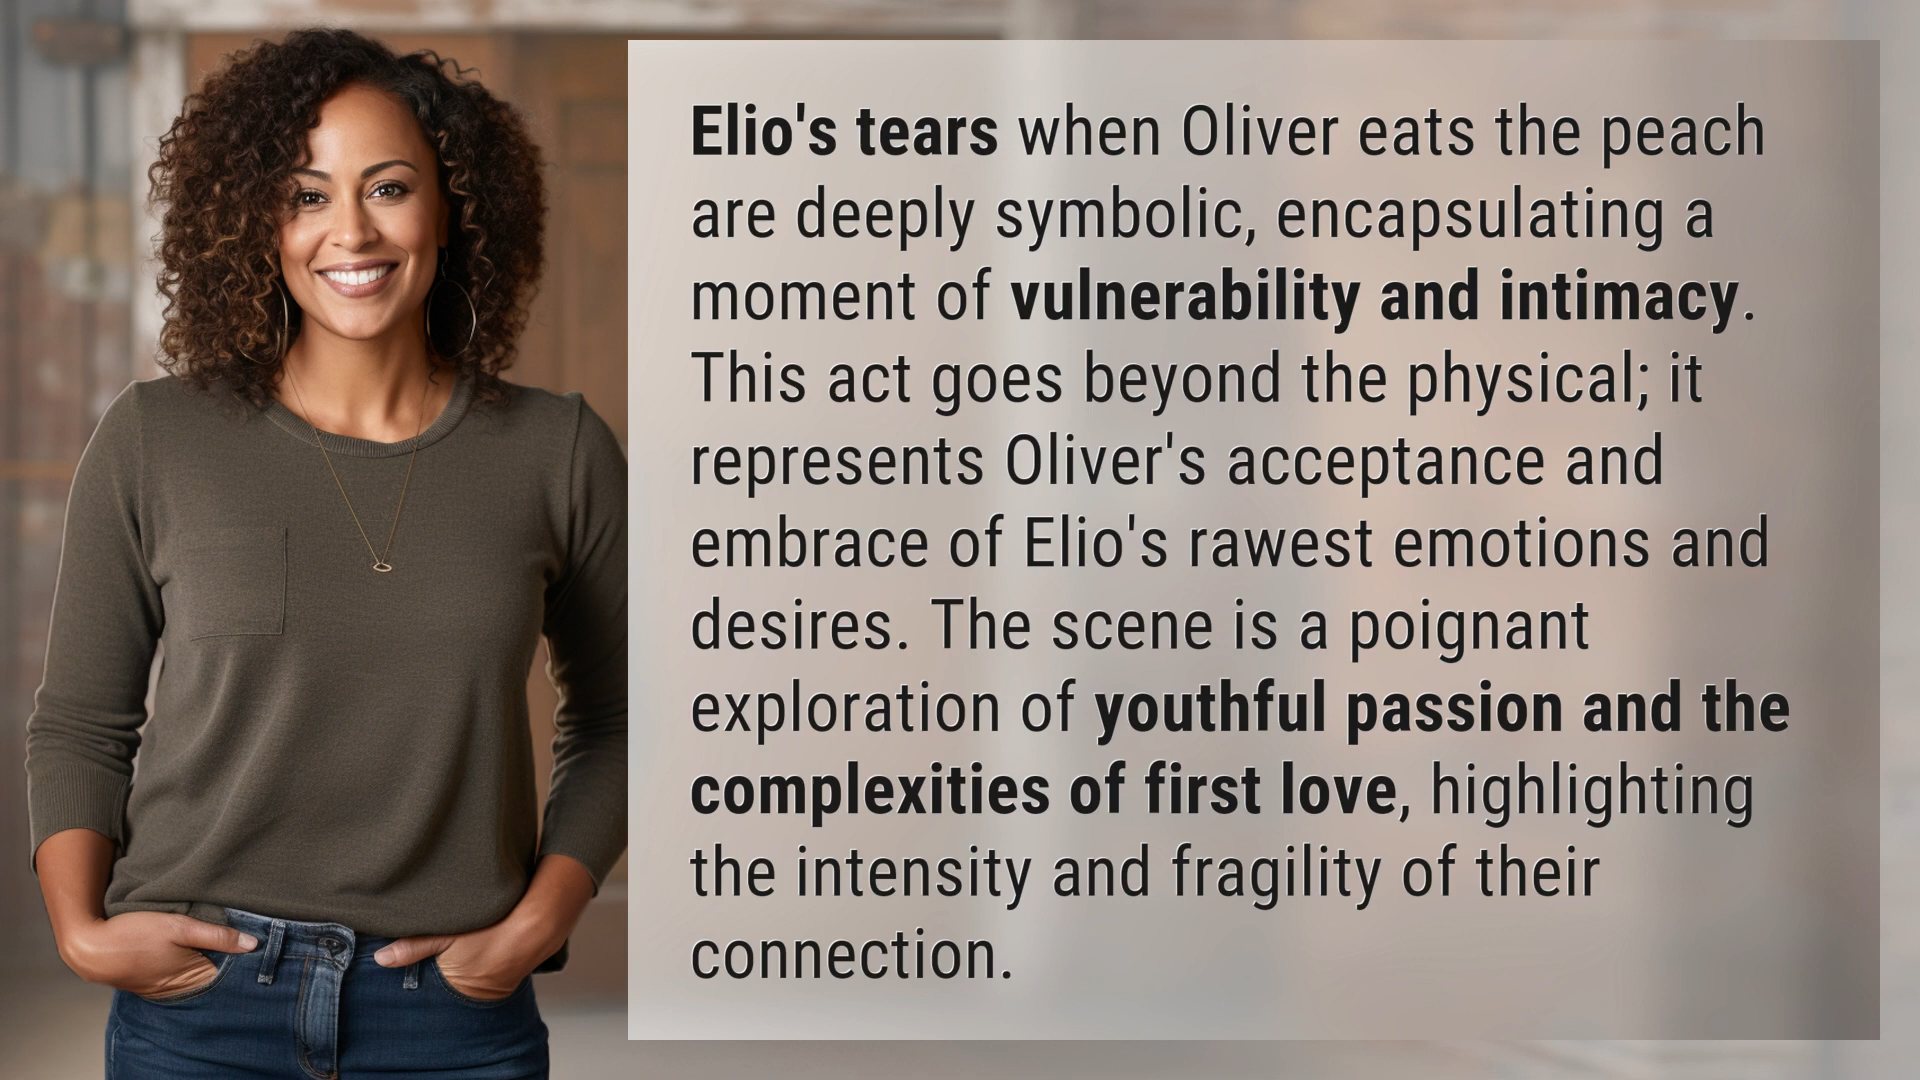 Elio's tears when Oliver eats the peach
are deeply symbolic, encapsulating a
moment of vulnerability and intimacy.
This act goes beyond the physical; it
represents Oliver's acceptance and
embrace of Elio's rawest emotions and
desires. The scene is a poignant
exploration of youthful passion and the
complexities of first love, highlighting
the intensity and fragility of their
connection.